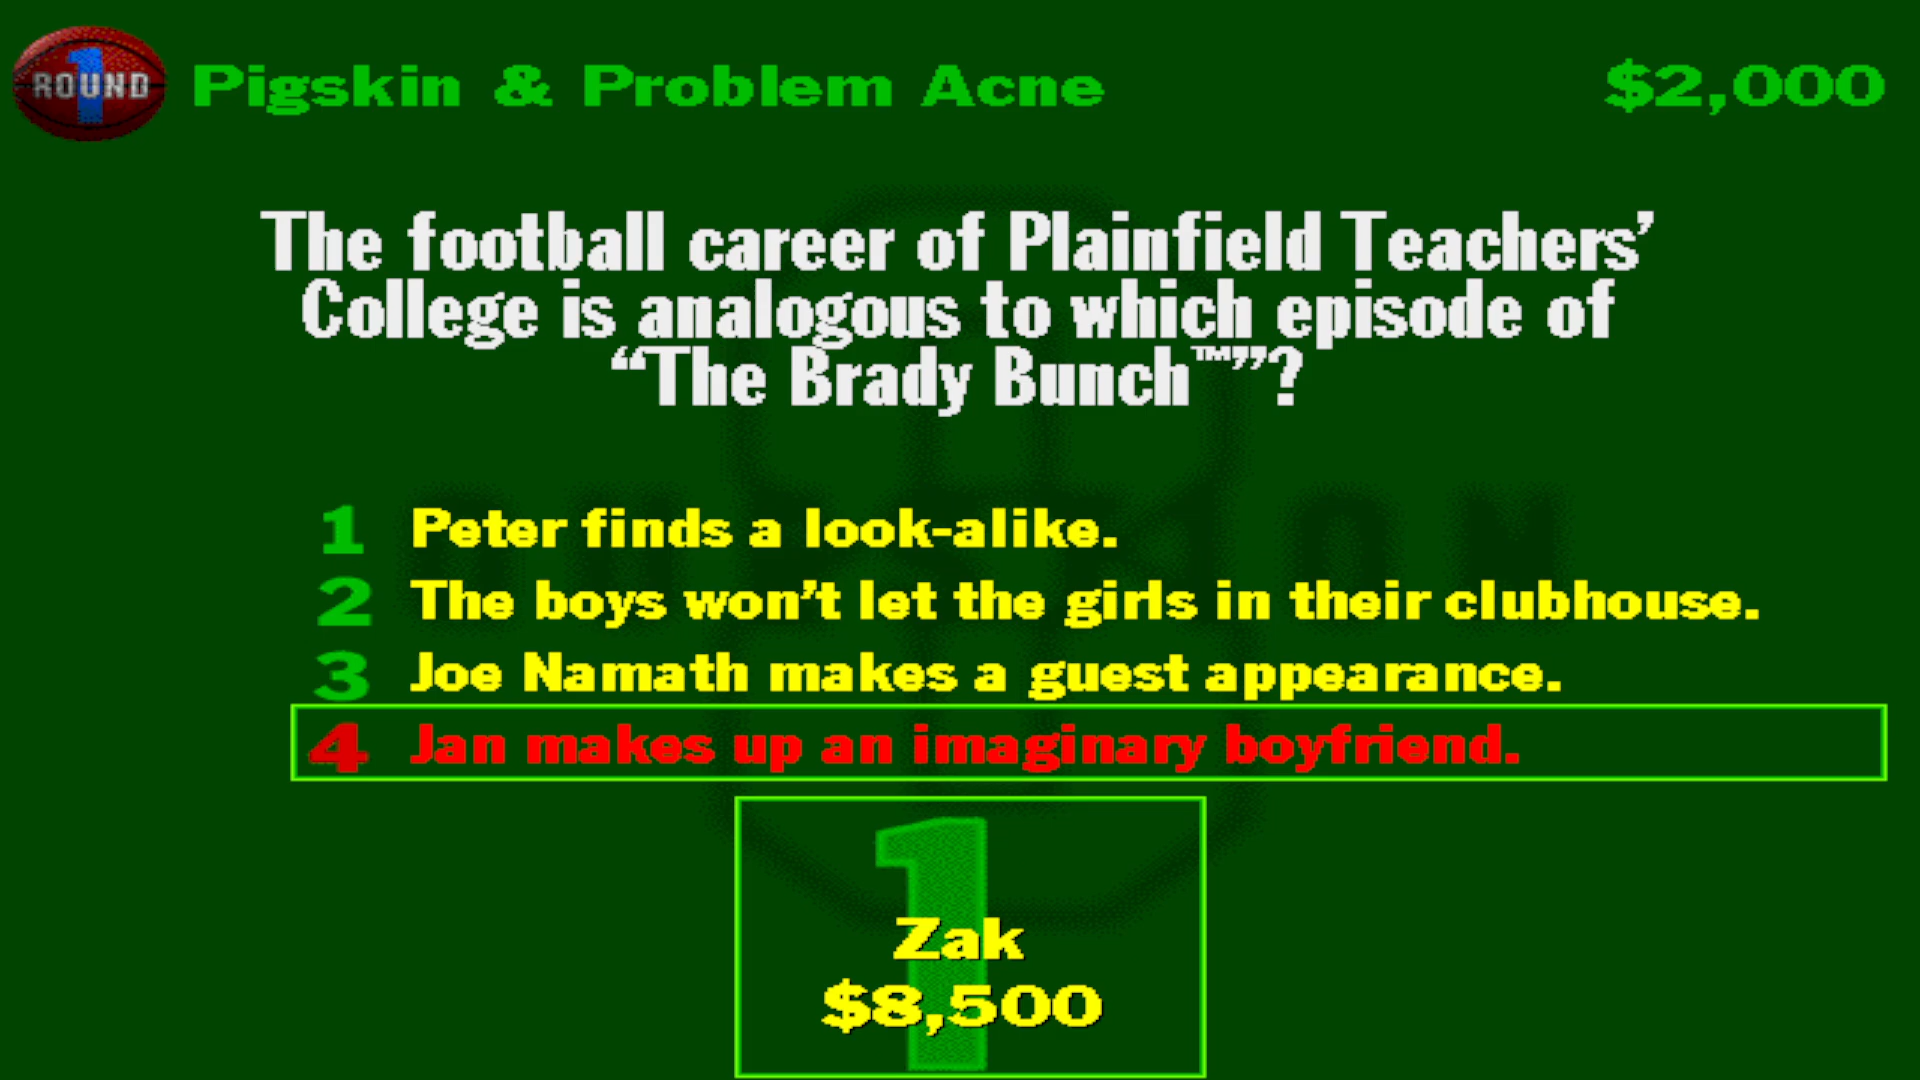 ROUND 1
Pigskin & Problem Acne
$2,000
The football career of Plainfield Teachers’
College is analogous to which episode of
“The Brady Bunch™”?
1 Peter finds a look-alike.
2 The boys won’t let the girls in their clubhouse.
3 Joe Namath makes a guest appearance.
4 Jan makes up an imaginary boyfriend.
1
Zak
$8,500